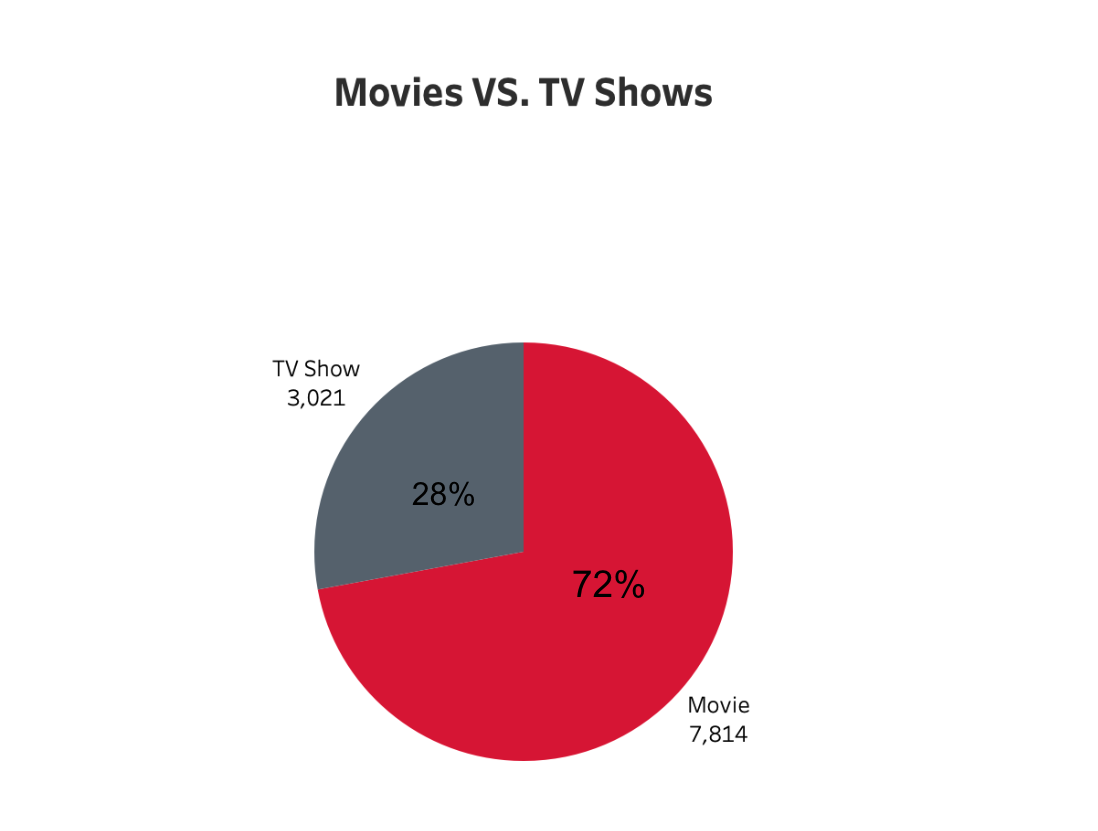 Movies VS. TV Shows
TV Show
3,021
28%
72%
Movie
7,814